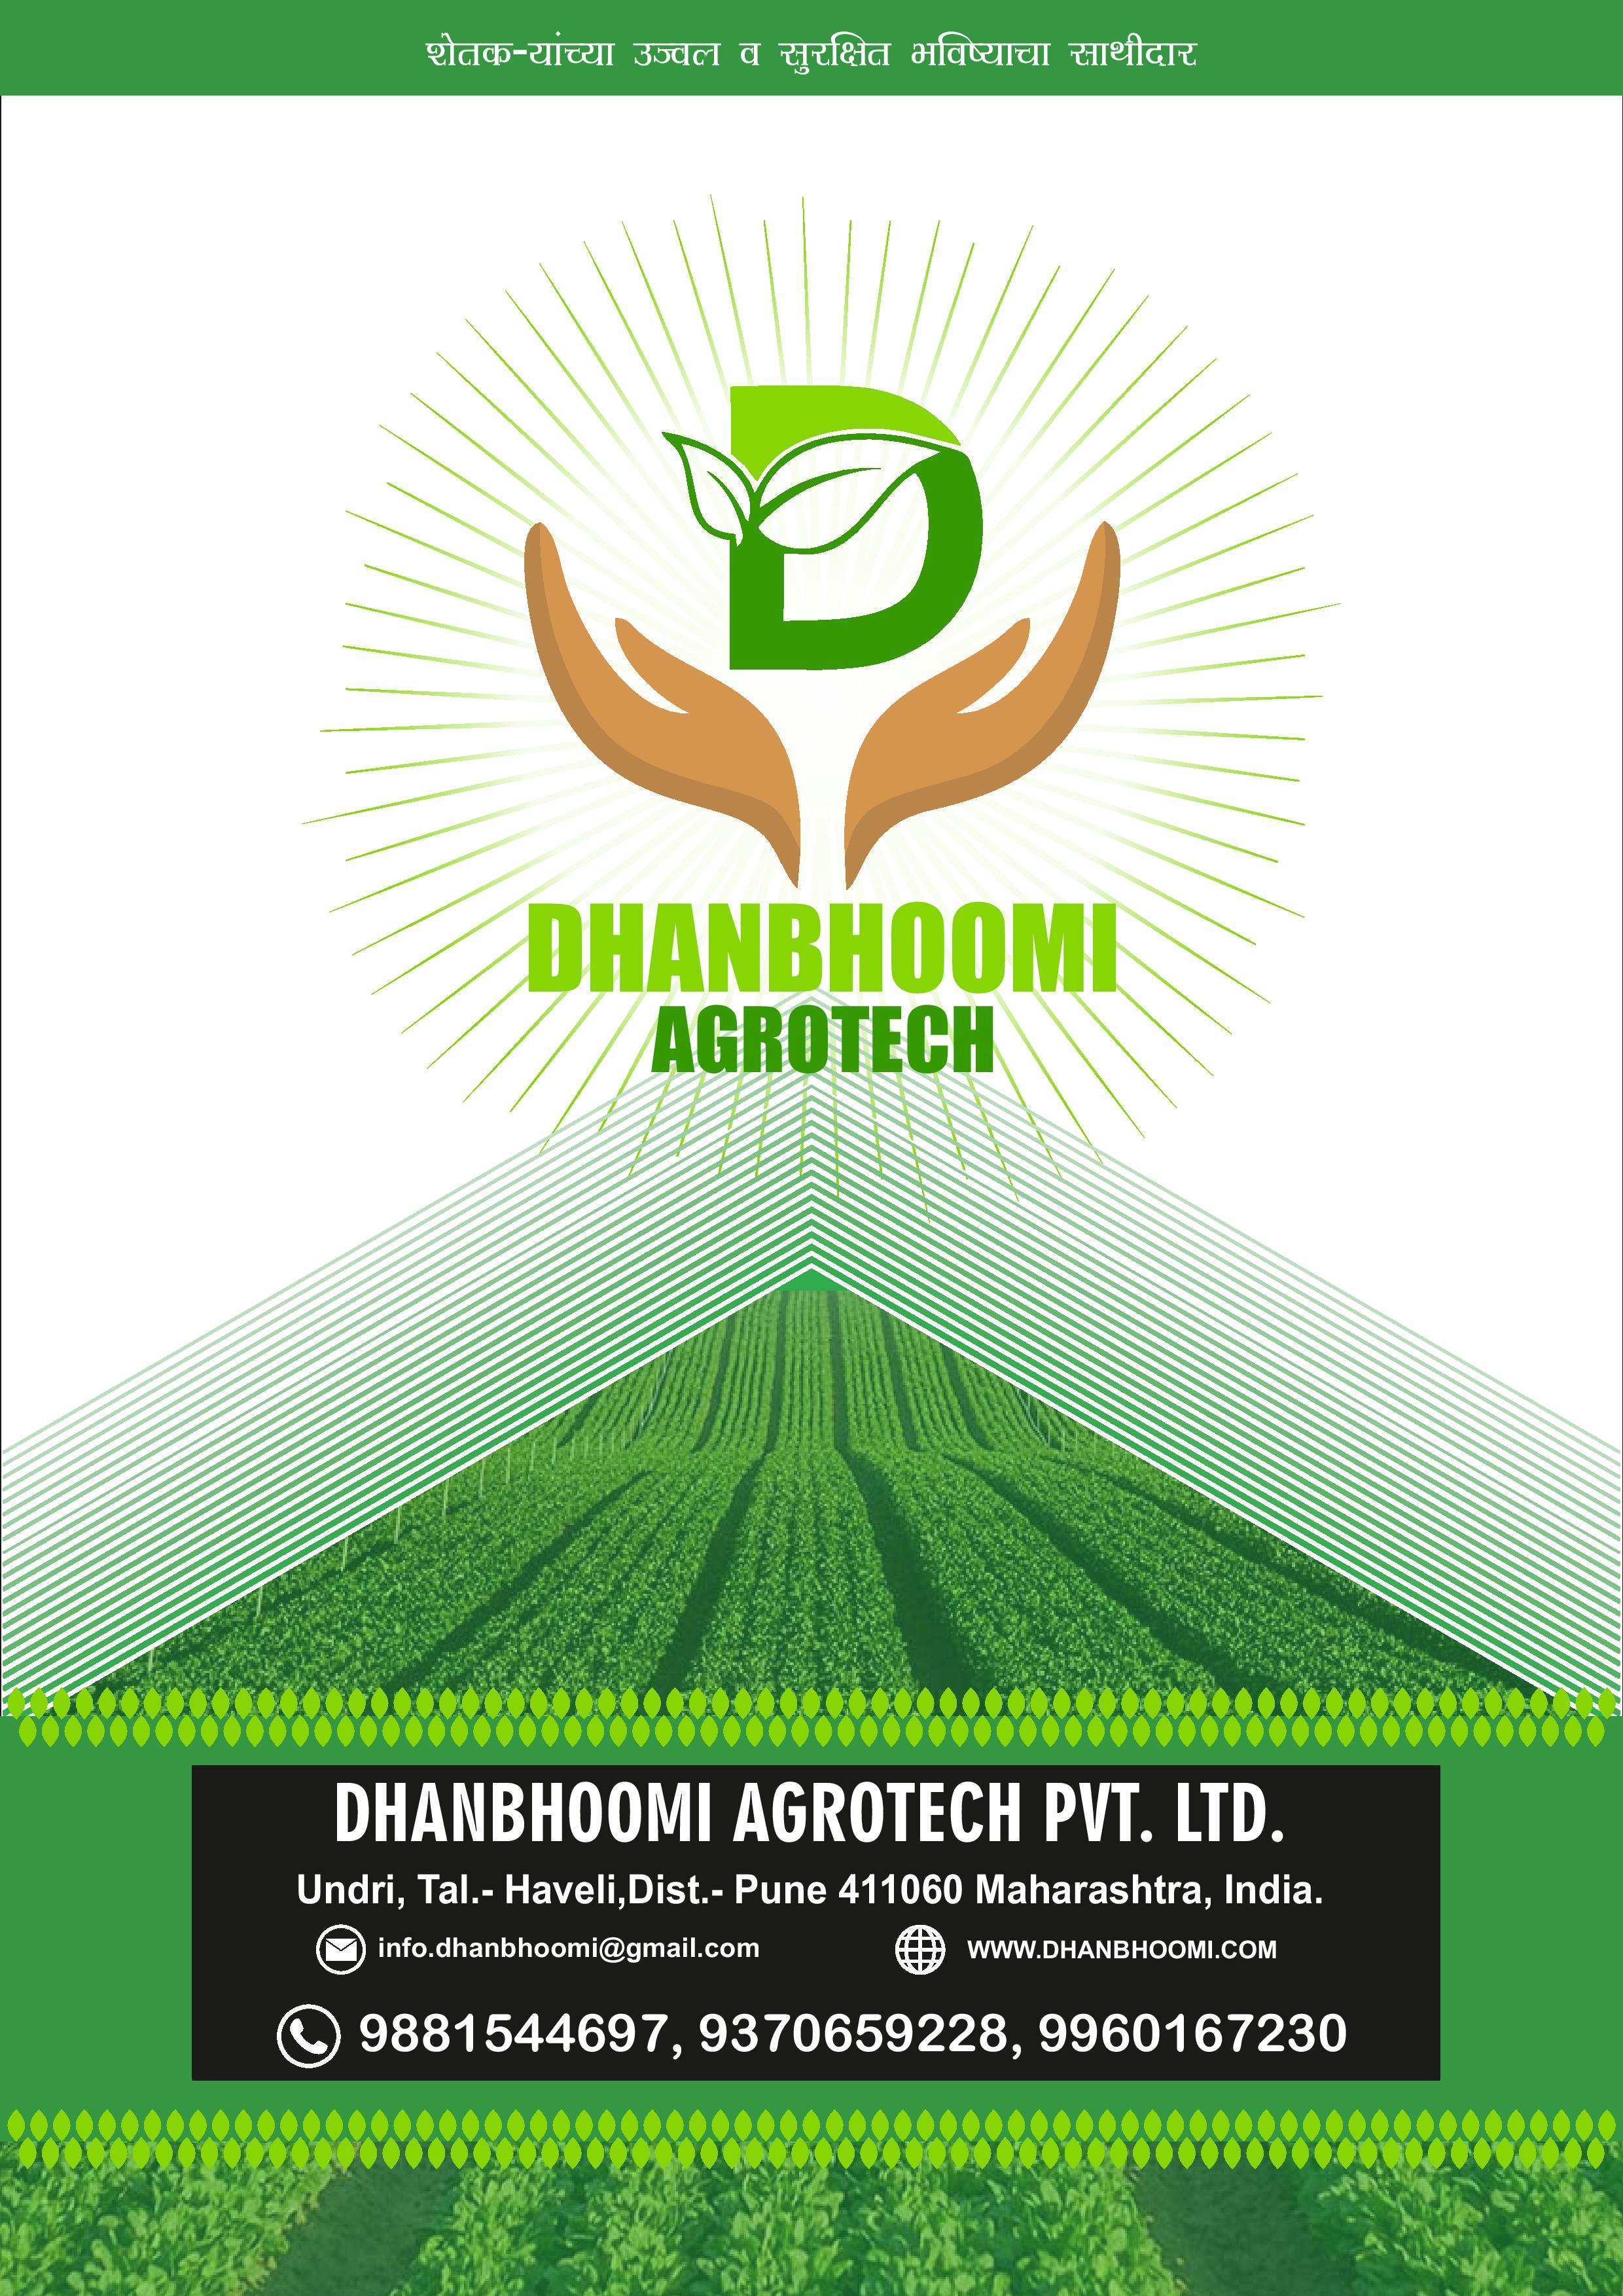 शेतक-यांच्या उज्वल व सुरक्षित भविष्याचा साथीदार
D
DHANBHOOMI
AGROTECH
DHANBHOOMI AGROTECH PVT. LTD.
Undri, Tal.- Haveli,Dist.- Pune 411060 Maharashtra, India.
info.dhanbhoomi@gmail.com WWW.DHANBHOOMI.COM
9881544697, 9370659228, 9960167230